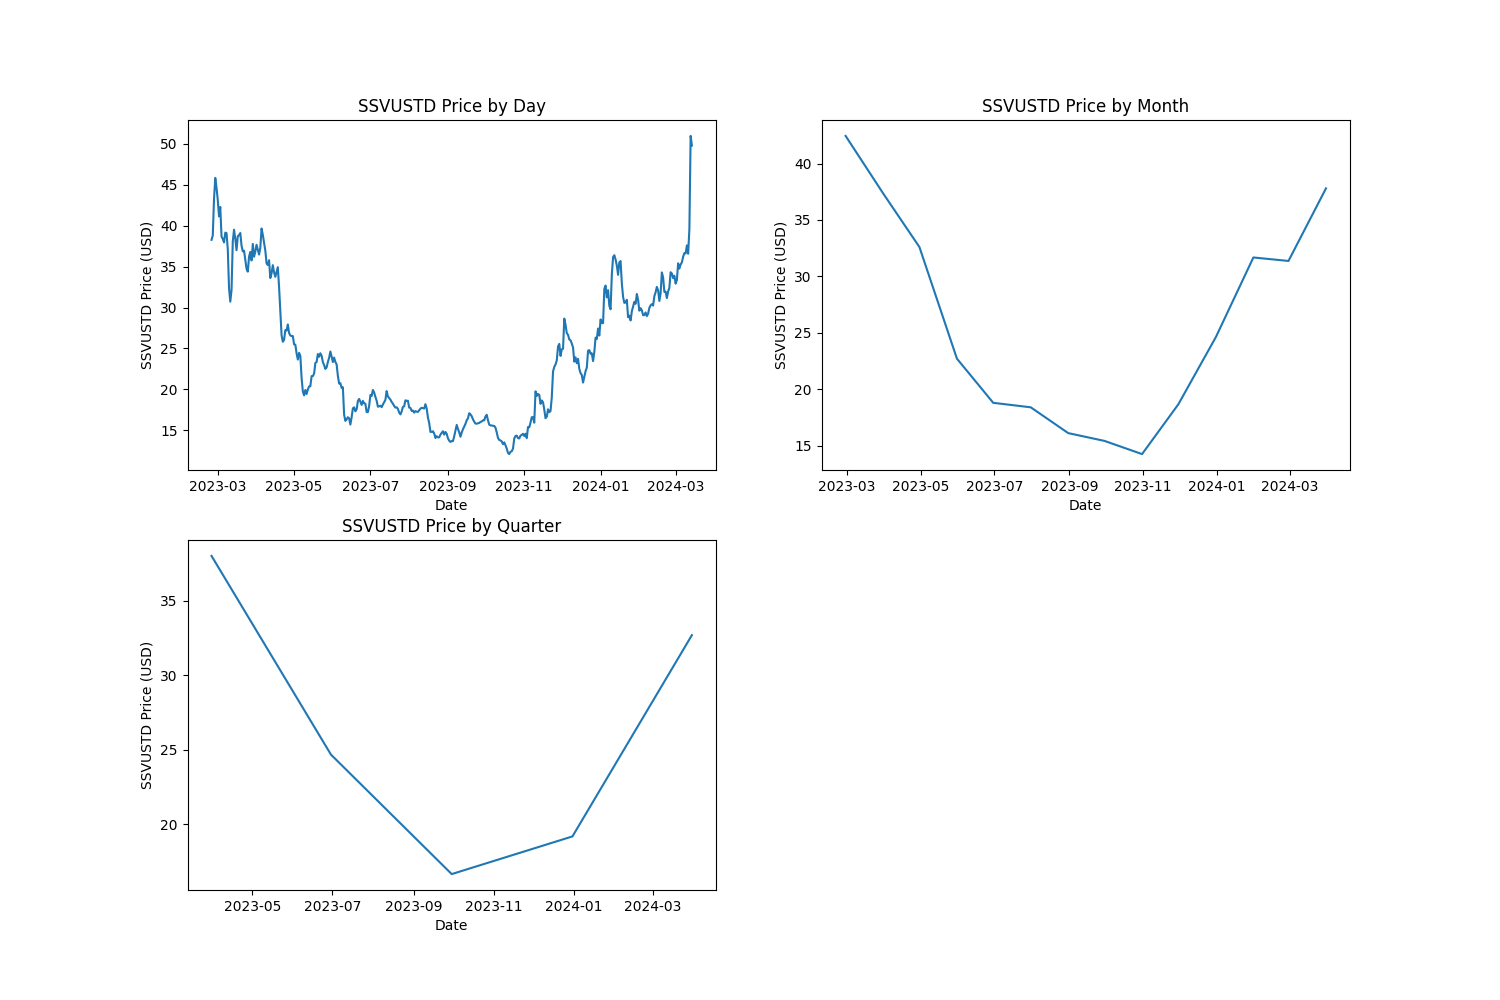 SSVUSTD Price by Day
SSVUSTD Price (USD)
50
45
40
35
30
25
20
15
2023-03 2023-05 2023-07 2023-09 2023-11 2024-01 2024-03
Date
SSVUSTD Price by Month
SSVUSTD Price (USD)
40
35
30
25
20
15
2023-03 2023-05 2023-07 2023-09 2023-11 2024-01 2024-03
Date
SSVUSTD Price by Quarter
SSVUSTD Price (USD)
35
30
25
20
2023-05 2023-07 2023-09 2023-11 2024-01 2024-03
Date